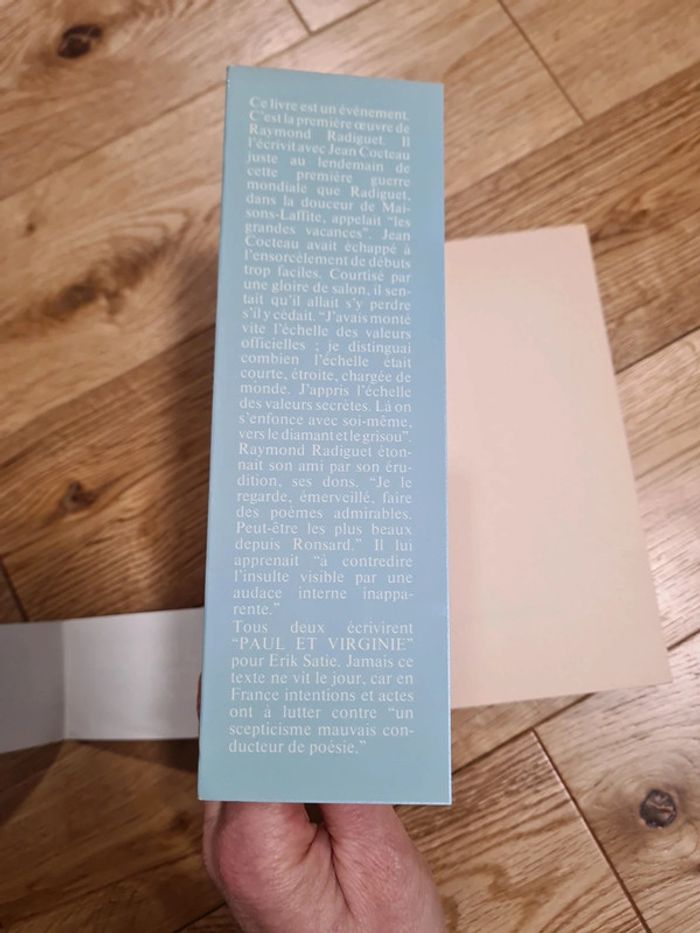 Ce livre est un événement.
C'est la première œuvre de
Raymond Radiguet. Il
l'écrivit avec Jean Cocteau
juste au lendemain de
cette première guerre
mondiale que Radiguet,
dans la douceur de Mai-
sons-Laffite, appelait "les
grandes vacances". Jean
Cocteau avait échappé à
l'ensorcèlement de débuts
trop faciles. Courtisé par
une gloire de salon, il sen-
tait qu'il allait s'y perdre
s'il y cédait. "J'avais monté
vite l'échelle des valeurs
officielles ; je distinguai
combien l'échelle était
courte, étroite, chargée de
monde. J'appris l'échelle
des valeurs secrètes. Là on
s'enfonce avec soi-même,
vers le diamant et le grisou".
Raymond Radiguet éton-
nait son ami par son éru-
dition, ses dons. "Je le
regarde, émerveillé, faire
des poèmes admirables.
Peut-être les plus beaux
depuis Ronsard." Il lui
apprenait "à contredire
l'insulte visible par une
audace interne inappa-
rente."
Tous deux écrivirent
"PAUL ET VIRGINIE"
pour Erik Satie. Jamais ce
texte ne vit le jour, car en
France intentions et actes
ont à lutter contre "un
scepticisme mauvais con-
ducteur de poésie."